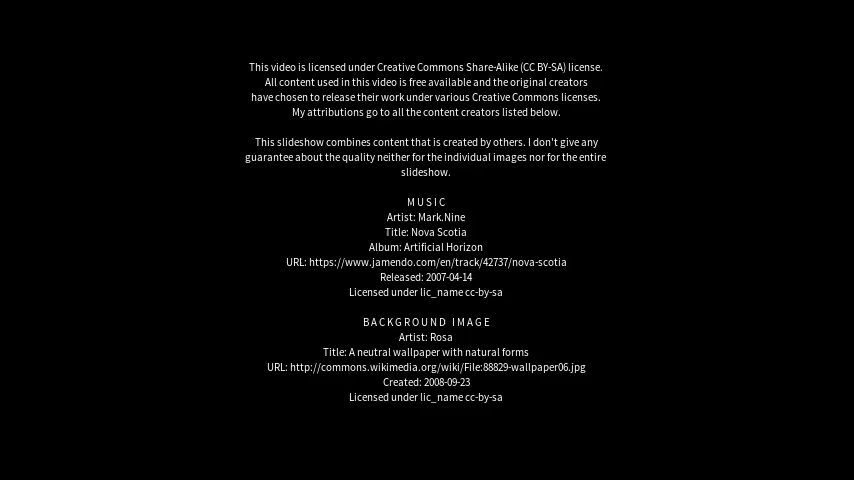 This video is licensed under Creative Commons Share-Alike (CC BY-SA) license.
All content used in this video is free available and the original creators
have chosen to release their work under various Creative Commons licenses.
My attributions go to all the content creators listed below.
This slideshow combines content that is created by others. I don't give any
guarantee about the quality neither for the individual images nor for the entire
slideshow.
MUSIC
Artist: Mark.Nine
Title: Nova Scotia
Album: Artificial Horizon
URL: https://www.jamendo.com/en/track/42737/nova-scotia
Released: 2007-04-14
Licensed under lic_name cc-by-sa
BACKGROUND IMAGE
Artist: Rosa
Title: A neutral wallpaper with natural forms
URL: http://commons.wikimedia.org/wiki/File:88829-wallpaper06.jpg
Created: 2008-09-23
Licensed under lic_name cc-by-sa